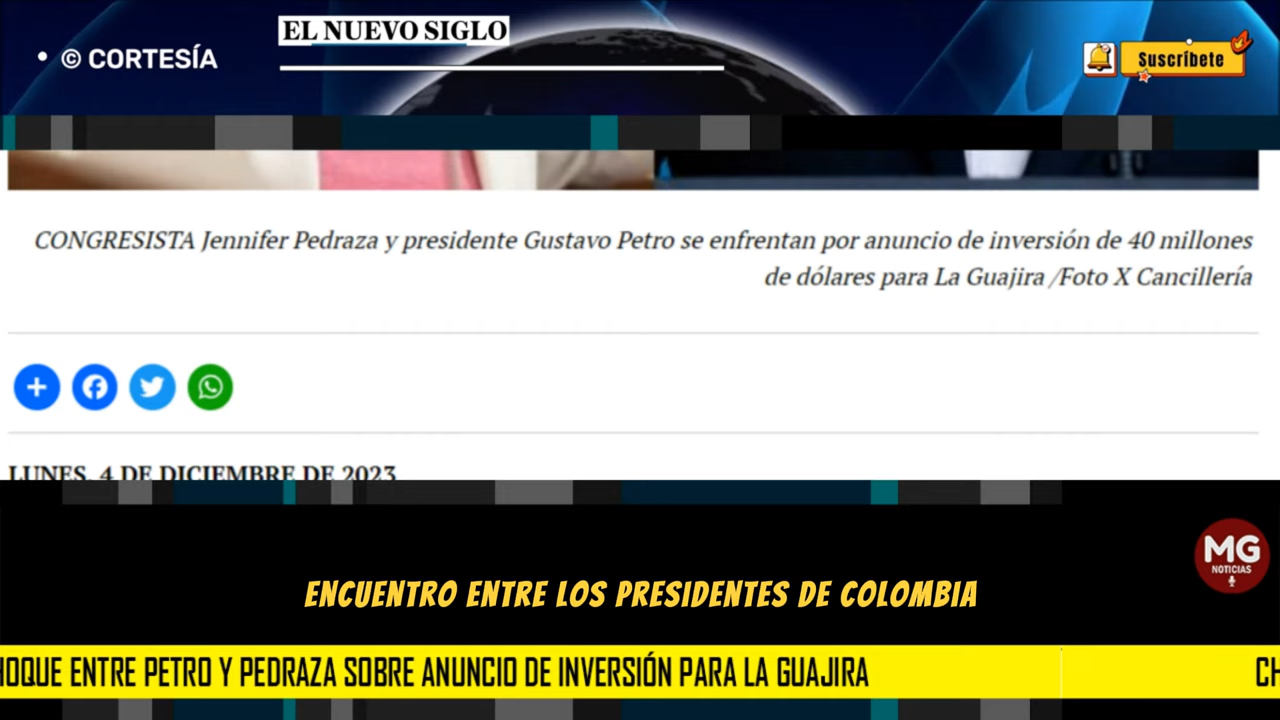 EL NUEVO SIGLO
• © CORTESÍA
Suscríbete
CONGRESISTA Jennifer Pedraza y presidente Gustavo Petro se enfrentan por anuncio de inversión de 40 millones
de dólares para La Guajira /Foto X Cancillería
LUNES, 4 DE DICIEMBRE DE 2023
MG
NOTICIAS
ENCUENTRO ENTRE LOS PRESIDENTES DE COLOMBIA
HOQUE ENTRE PETRO Y PEDRAZA SOBRE ANUNCIO DE INVERSIÓN PARA LA GUAJIRA
CH